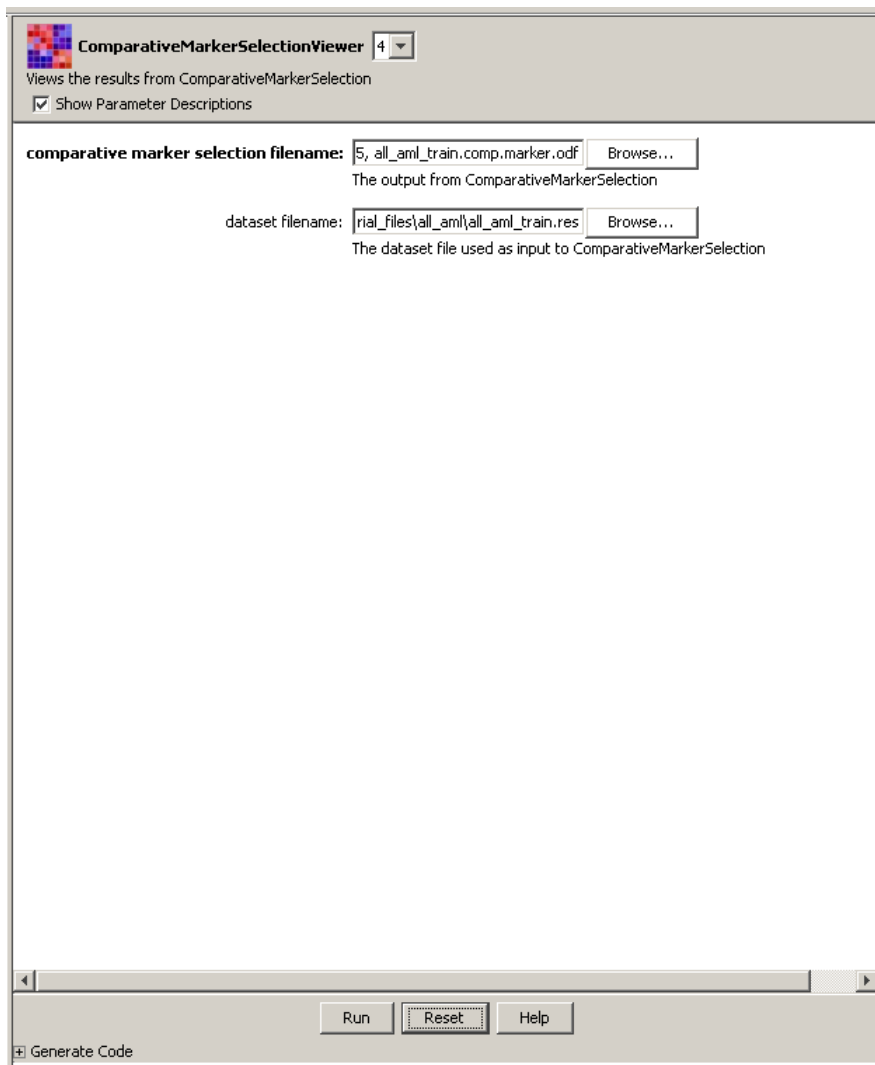 ComparativeMarkerSelectionViewer 4
Views the results from ComparativeMarkerSelection
Show Parameter Descriptions
comparative marker selection filename: 5, all_aml_train.comp.marker.odf Browse...
The output from ComparativeMarkerSelection
dataset filename: rial_files\all_aml\all_aml_train.res Browse...
The dataset file used as input to ComparativeMarkerSelection
Run Reset Help
Generate Code